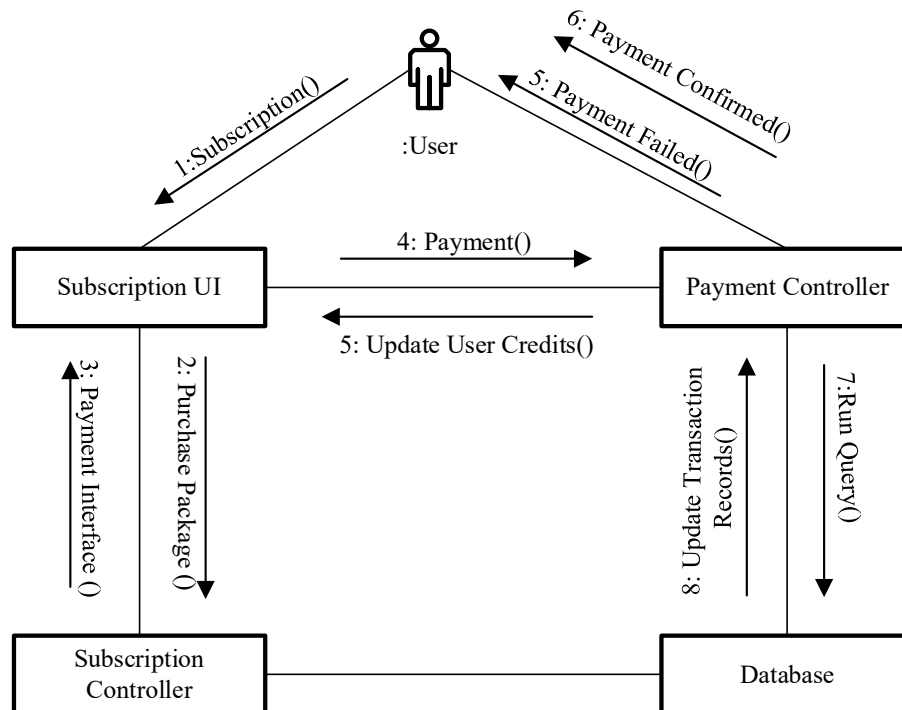 6: Payment Confirmed()
5: Payment Failed()
1:Subscription()
:User
4: Payment()
Subscription UI
Payment Controller
5: Update User Credits()
3: Payment Interface ()
2: Purchase Package ()
8: Update Transaction
Records()
7:Run Query()
Subscription
Controller
Database